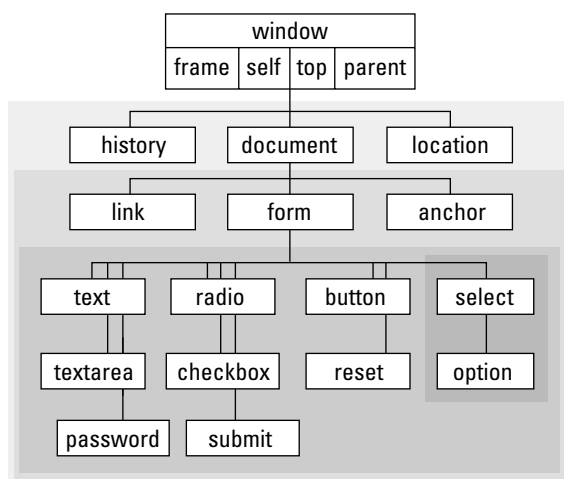 window
frame self top parent
history document location
link form anchor
text radio button select
textarea checkbox reset option
password submit